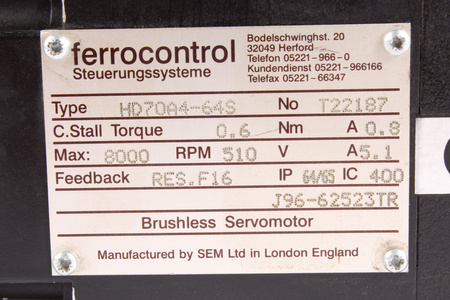 ferrocontrol
Steuerungssysteme
Bodelschwinghst. 20
32049 Herford
Telefon 05221-966-0
Kundendienst 05221-966166
Telefax 05221-66347
Type HD70A4-64S No T22187
C.Stall Torque 0.6 Nm A 0.8
Max: 8000 RPM 510 V A 5.1
Feedback RES.F16 IP 64/65 IC 400
J96-62523TR
Brushless Servomotor
Manufactured by SEM Ltd in London England